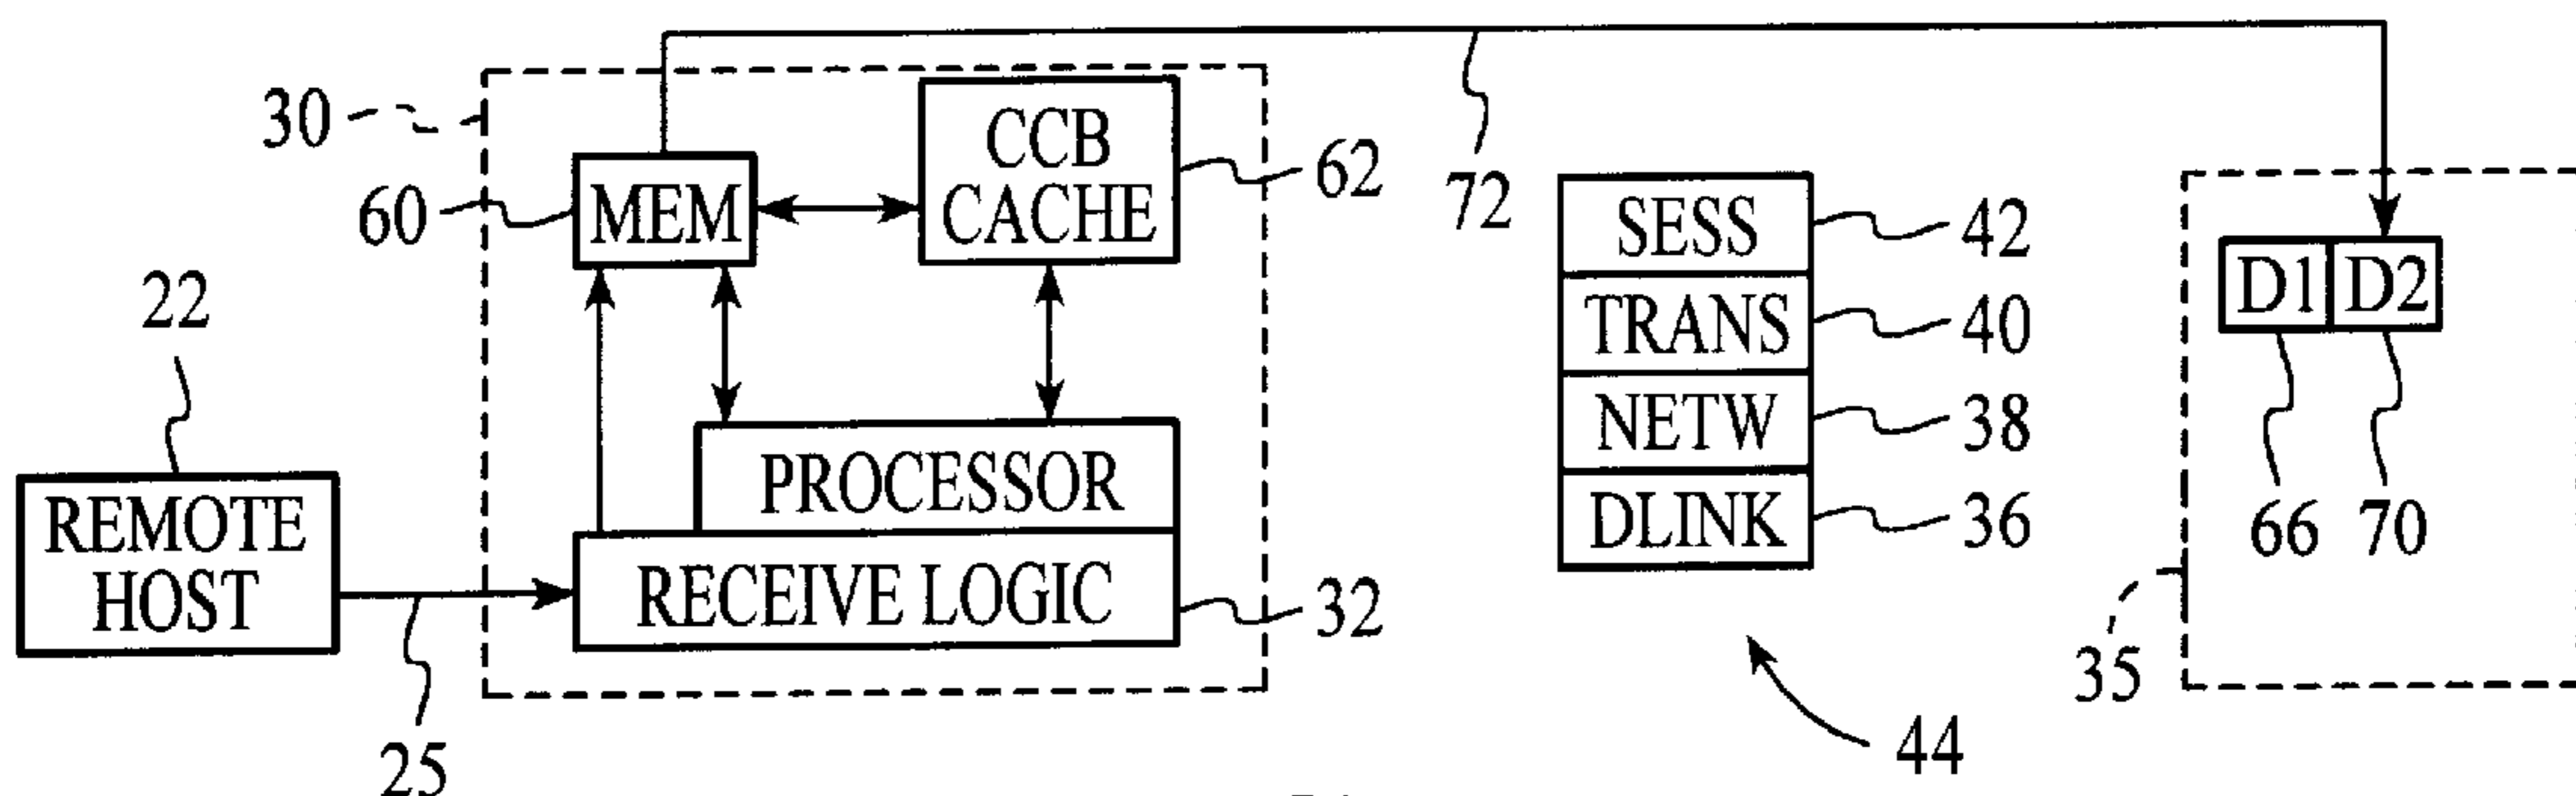 30
60
MEM
CCB
CACHE
62
72
SESS
42
TRANS
40
NETW
38
DLINK
36
D1
D2
66
70
22
REMOTE
HOST
25
PROCESSOR
RECEIVE LOGIC
32
35
44